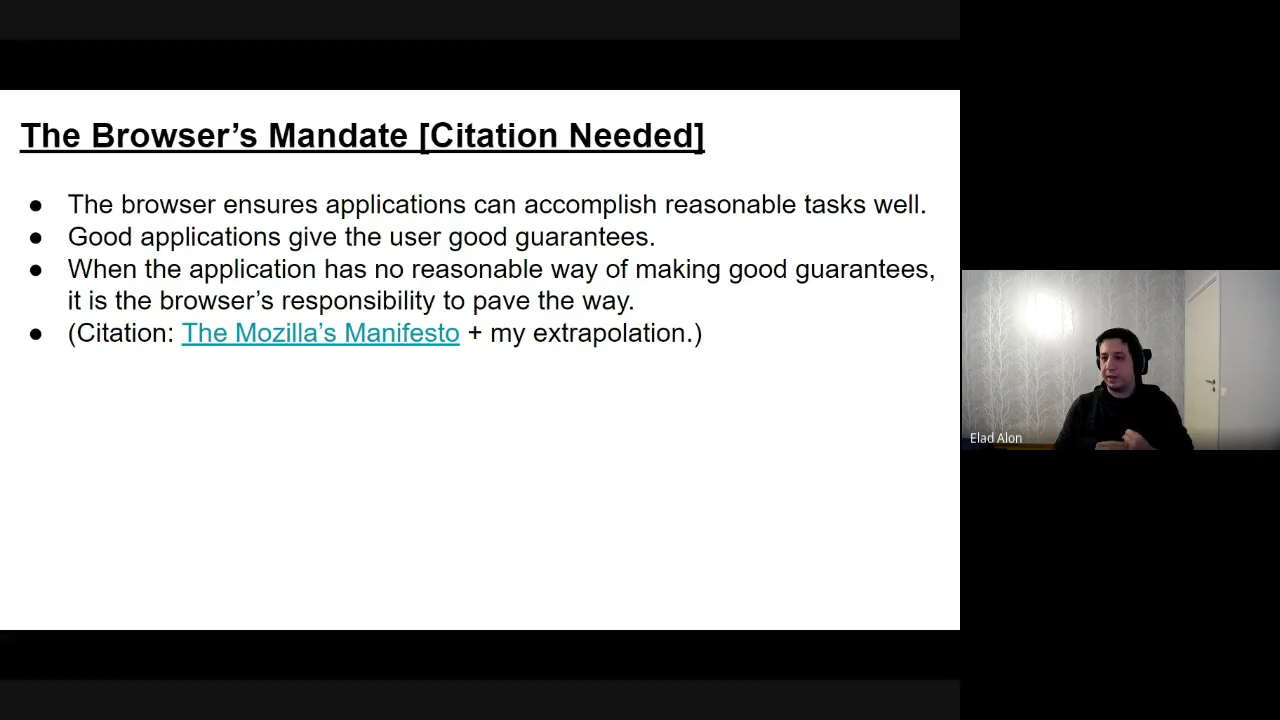 The Browser’s Mandate [Citation Needed]
● The browser ensures applications can accomplish reasonable tasks well.
● Good applications give the user good guarantees.
● When the application has no reasonable way of making good guarantees,
it is the browser’s responsibility to pave the way.
● (Citation: The Mozilla’s Manifesto + my extrapolation.)
Elad Alon